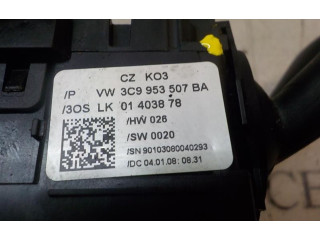 CZ KO3
/P VW 3C9 953 507 BA
/3OS LK 01 4038 78
/HW 026
/SW 0020
/SN 90103080040293
/DC 04.01.08; 08.31